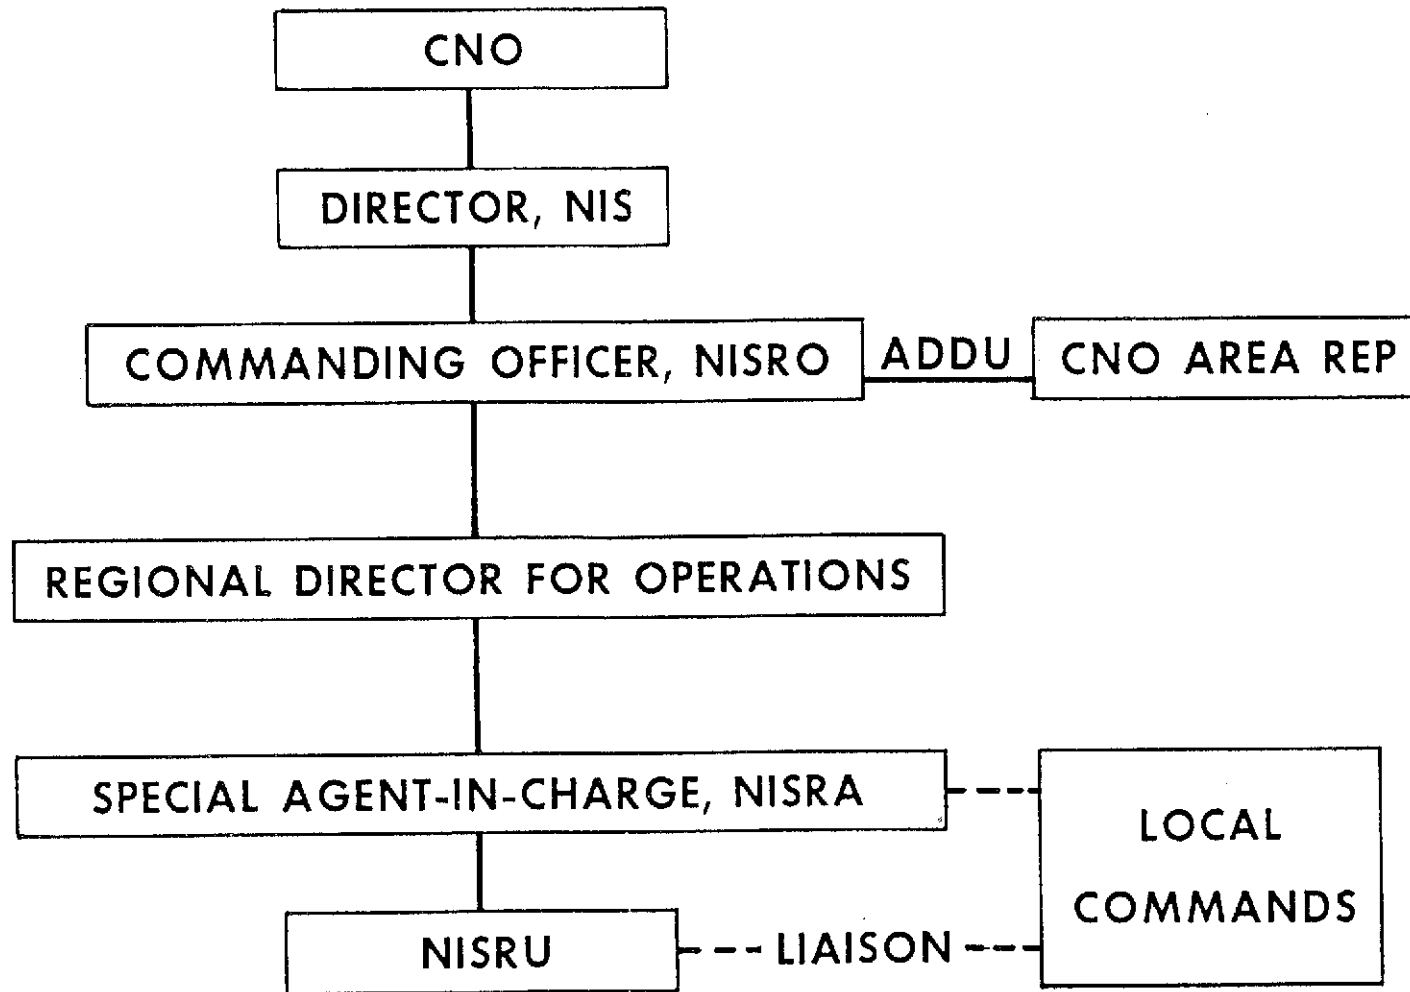 CNO
DIRECTOR, NIS
COMMANDING OFFICER, NISRO
ADDU
CNO AREA REP
REGIONAL DIRECTOR FOR OPERATIONS
SPECIAL AGENT-IN-CHARGE, NISRA
LOCAL
COMMANDS
NISRU
LIAISON